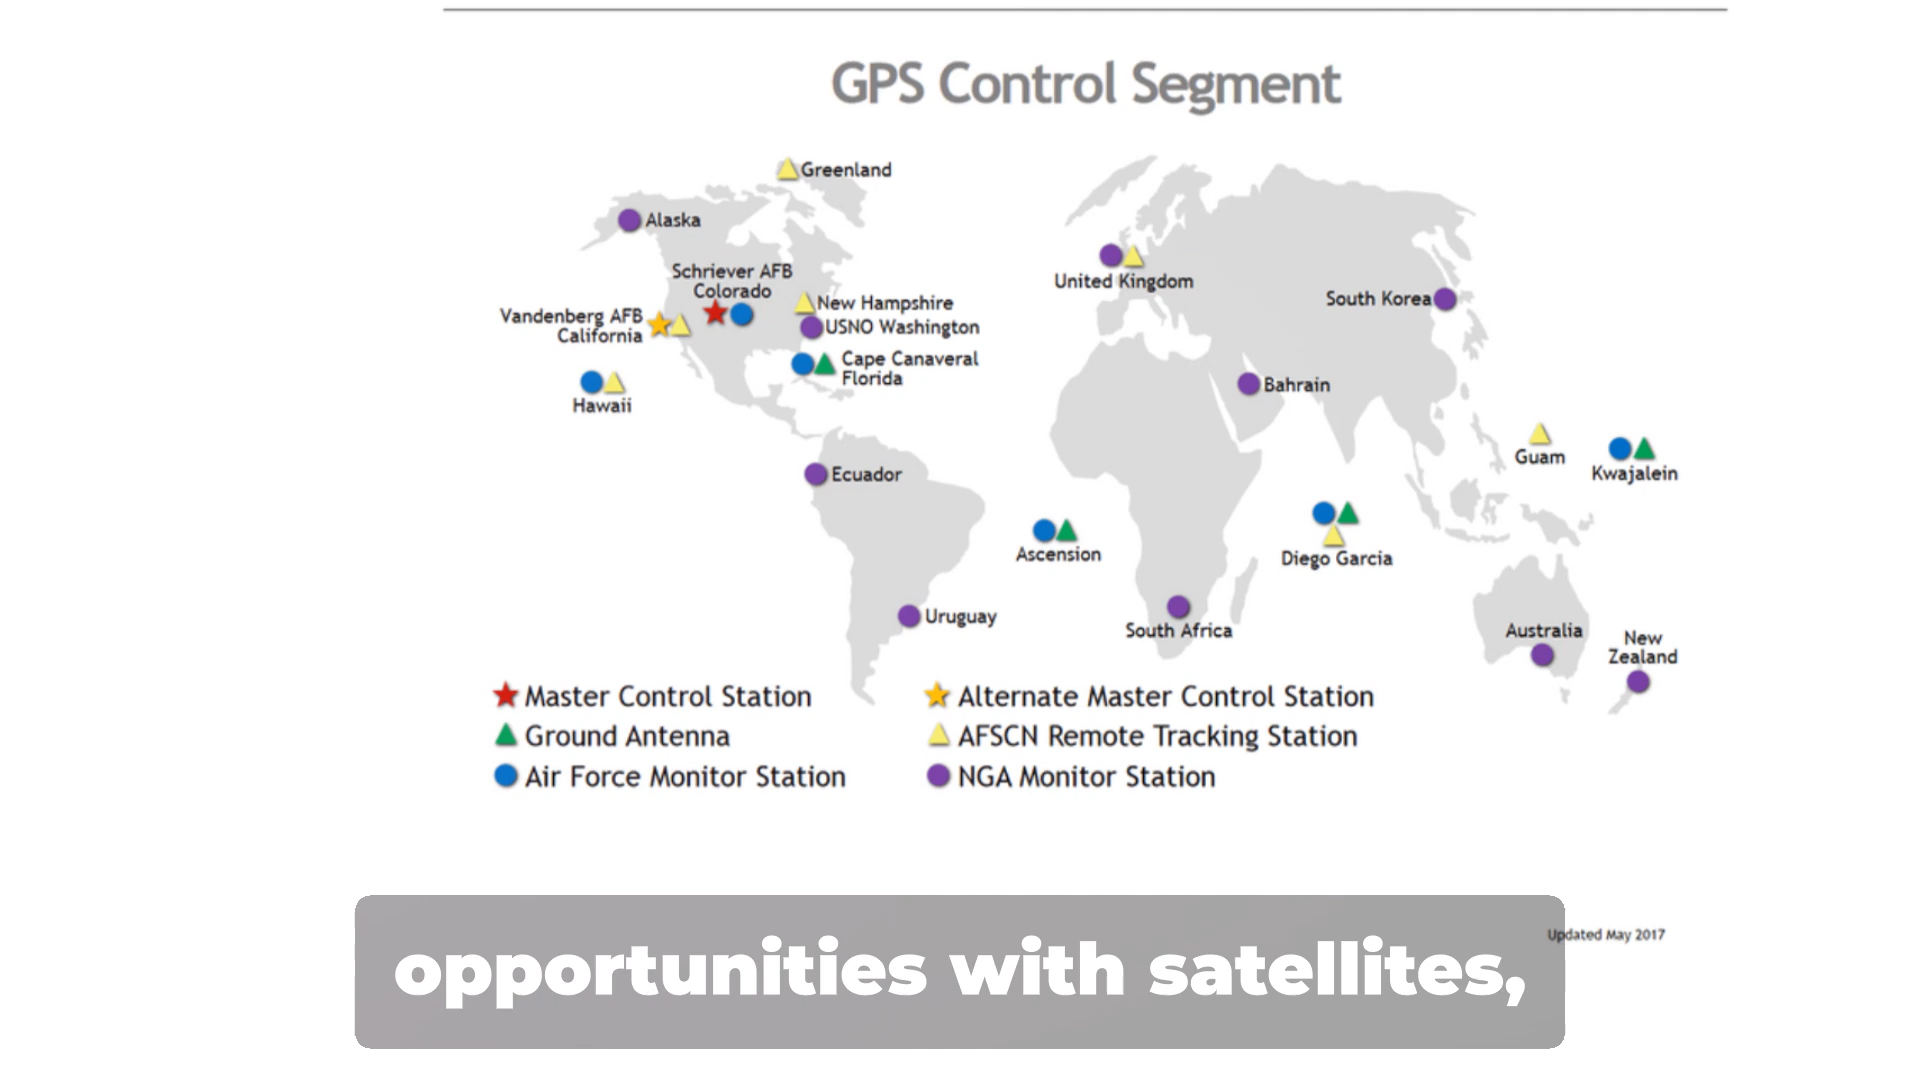 GPS Control Segment
Greenland
Alaska
Schriever AFB
Colorado
Vandenberg AFB
California
New Hampshire
USNO Washington
Cape Canaveral
Florida
Hawaii
United Kingdom
South Korea
Bahrain
Guam
Kwajalein
Ecuador
Ascension
Diego Garcia
Uruguay
South Africa
Australia
New
Zealand
Master Control Station
Alternate Master Control Station
Ground Antenna
AFSCN Remote Tracking Station
Air Force Monitor Station
NGA Monitor Station
Updated May 2017
opportunities with satellites,